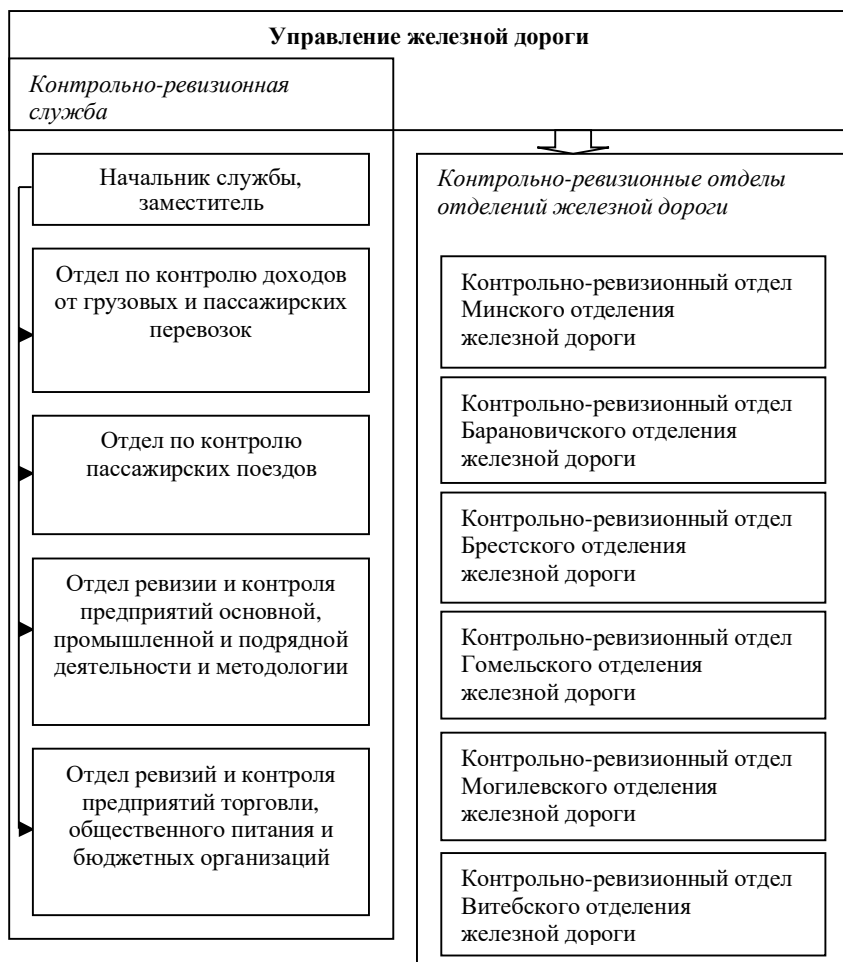 Управление железной дороги
Контрольно-ревизионная
служба
Начальник службы,
заместитель
Отдел по контролю доходов
от грузовых и пассажирских
перевозок
Отдел по контролю
пассажирских поездов
Отдел ревизии и контроля
предприятий основной,
промышленной и подрядной
деятельности и методологии
Отдел ревизий и контроля
предприятий торговли,
общественного питания и
бюджетных организаций
Контрольно-ревизионные отделы
отделений железной дороги
Контрольно-ревизионный отдел
Минского отделения
железной дороги
Контрольно-ревизионный отдел
Барановичского отделения
железной дороги
Контрольно-ревизионный отдел
Брестского отделения
железной дороги
Контрольно-ревизионный отдел
Гомельского отделения
железной дороги
Контрольно-ревизионный отдел
Могилевского отделения
железной дороги
Контрольно-ревизионный отдел
Витебского отделения
железной дороги